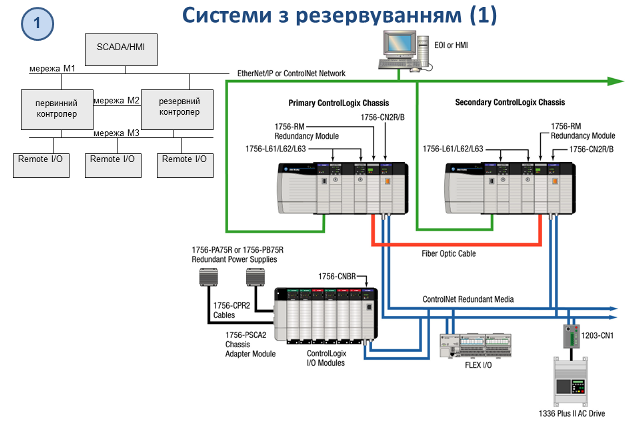 1
Системи з резервуванням (1)
SCADA/HMI
мережа М1
первинний
контролер
мережа М2
резервний
контролер
мережа М3
Remote I/O
Remote I/O
Remote I/O
EOI or HMI
EtherNet/IP or ControlNet Network
Primary ControlLogix Chassis
1756-CN2R/B
1756-RM
Redundancy Module
1756-L61/L62/L63
Secondary ControlLogix Chassis
1756-RM
Redundancy Module
1756-L61/L62/L63
1756-CN2R/B
Fiber Optic Cable
1756-PA75R or 1756-PB75R
Redundant Power Supplies
1756-CNBR
1756-CPR2
Cables
1756-PSCA2
Chassis
Adapter Module
ControlLogix
I/O Modules
ControlNet Redundant Media
FLEX I/O
1203-CN1
1336 Plus II AC Drive